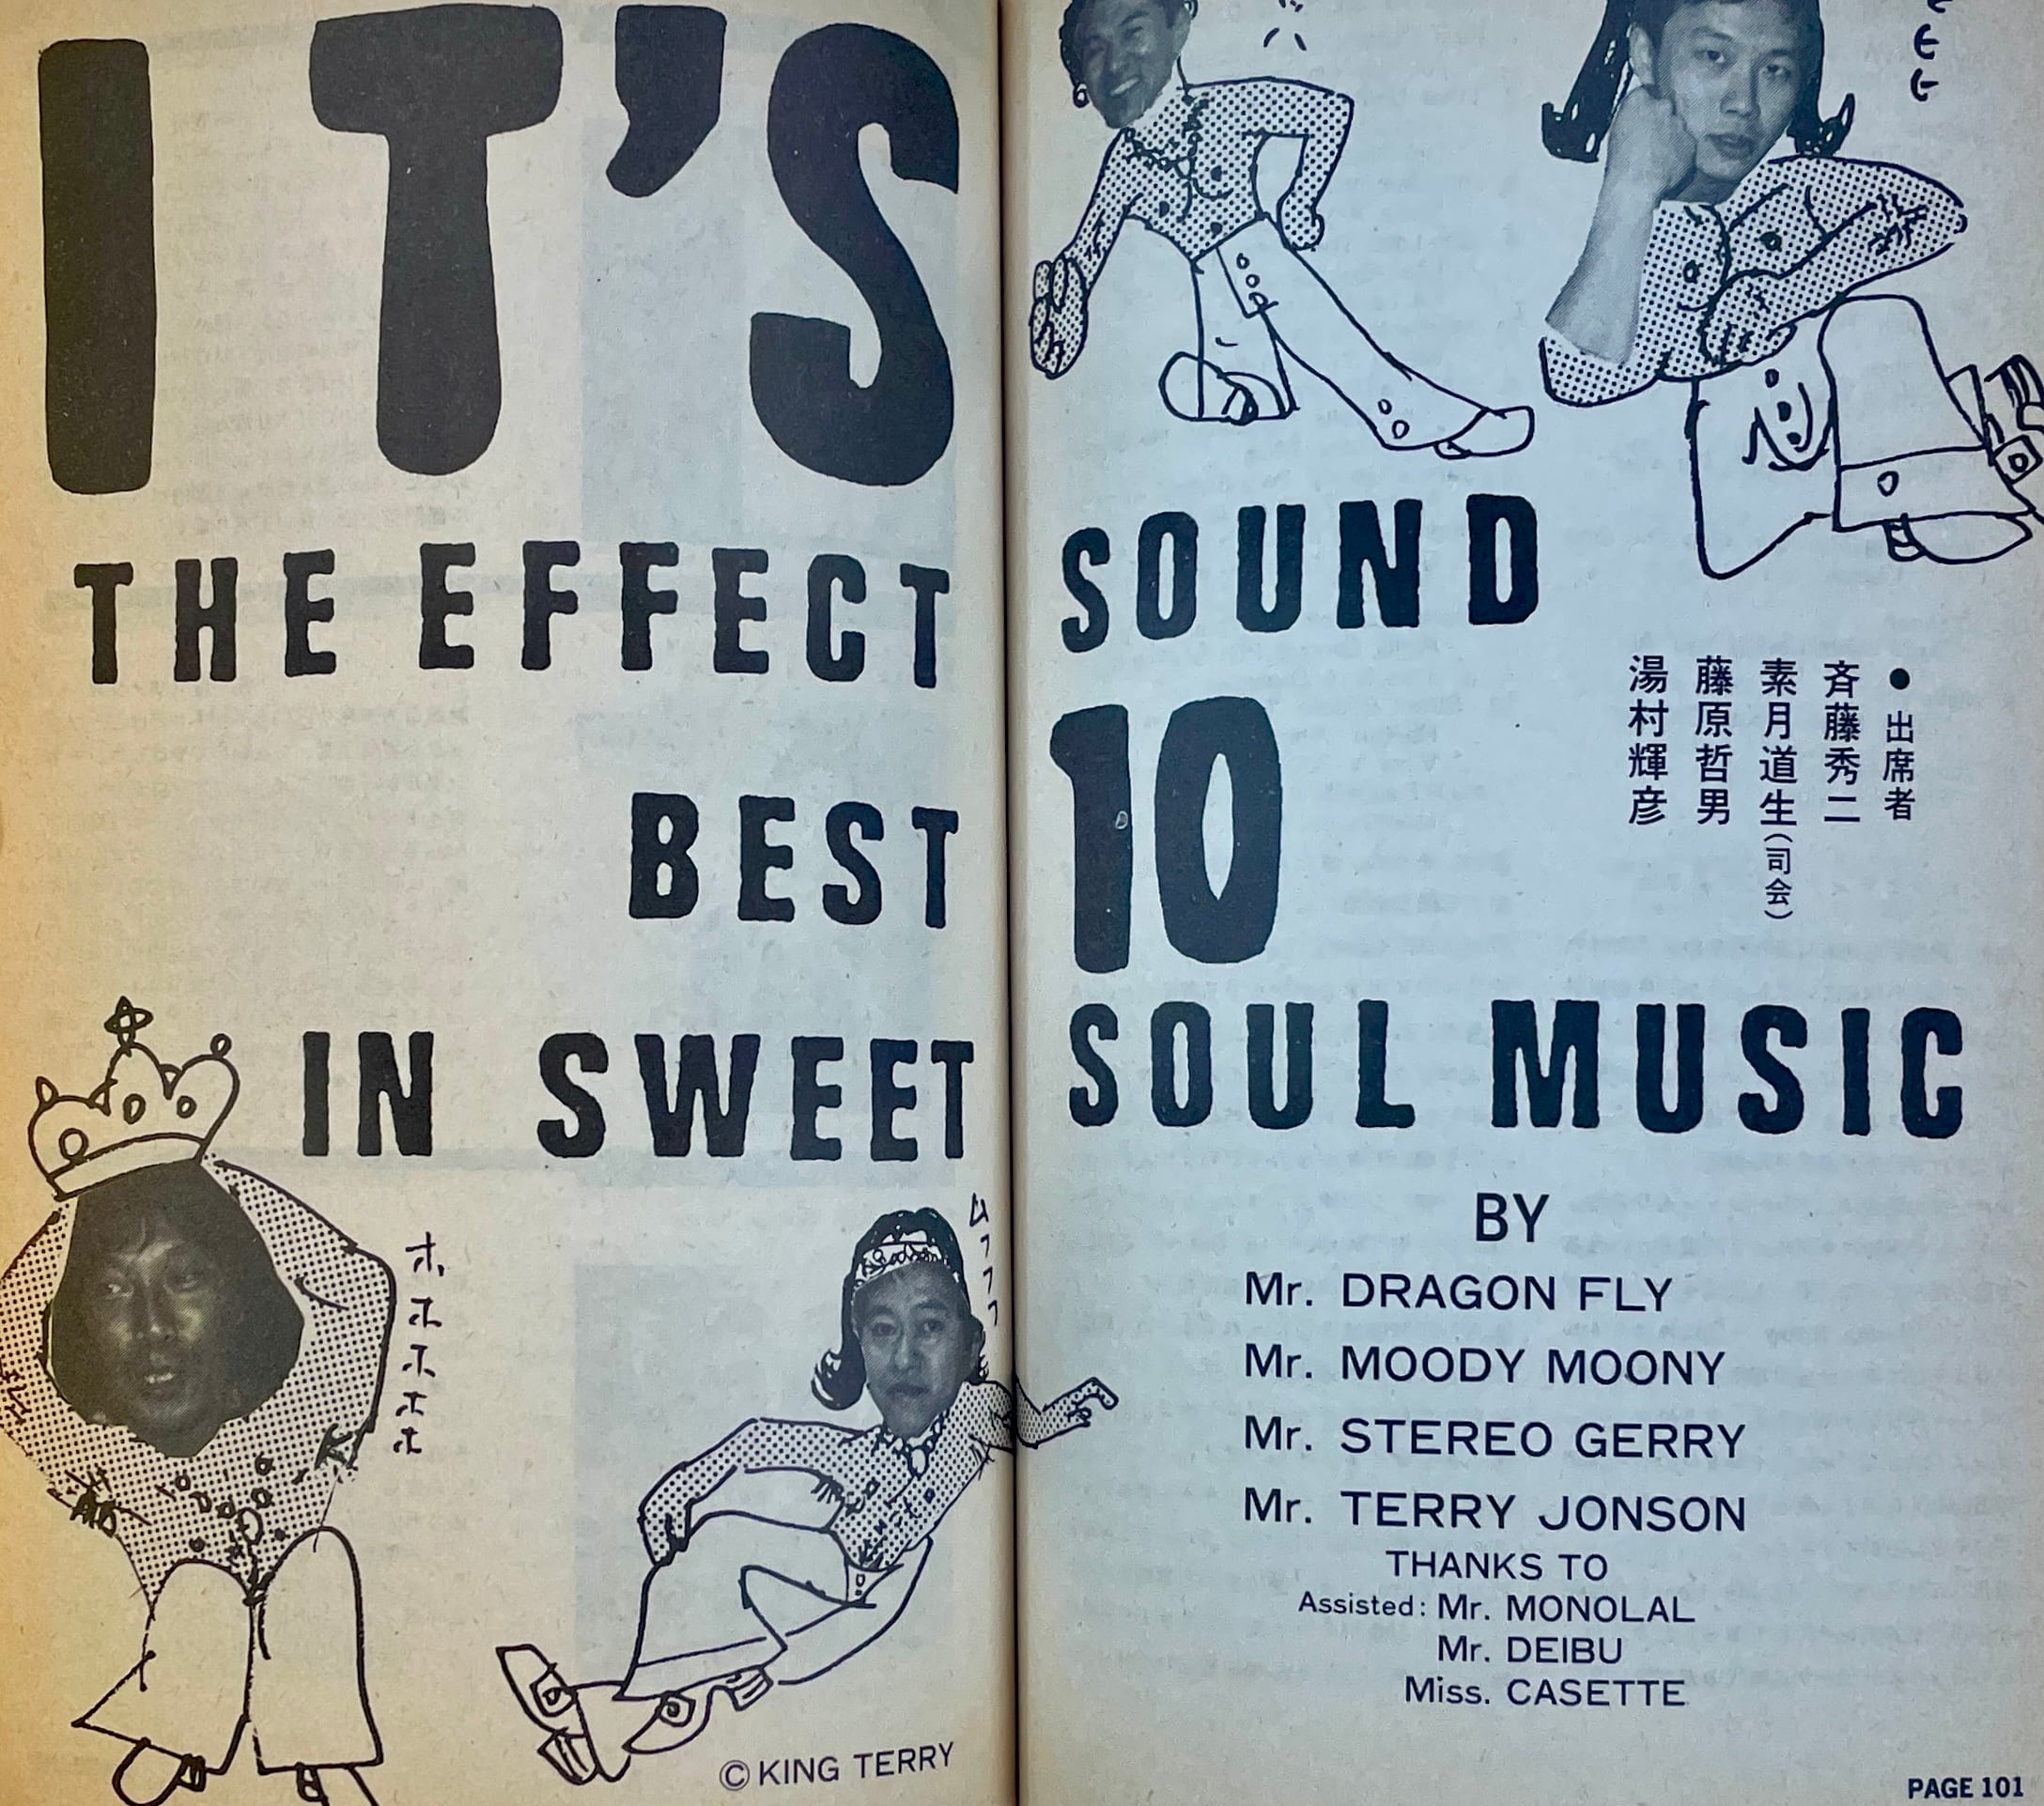 IT'S
THE EFFECT SOUND
BEST 10
IN SWEET SOUL MUSIC
●出席者
斉藤秀二
素月道生(司会)
藤原哲男
湯村輝彦
ホホホホホ
ムフフフ
BY
Mr. DRAGON FLY
Mr. MOODY MOONY
Mr. STEREO GERRY
Mr. TERRY JONSON
THANKS TO
Assisted: Mr. MONOLAL
Mr. DEIBU
Miss. CASETTE
© KING TERRY
PAGE 101